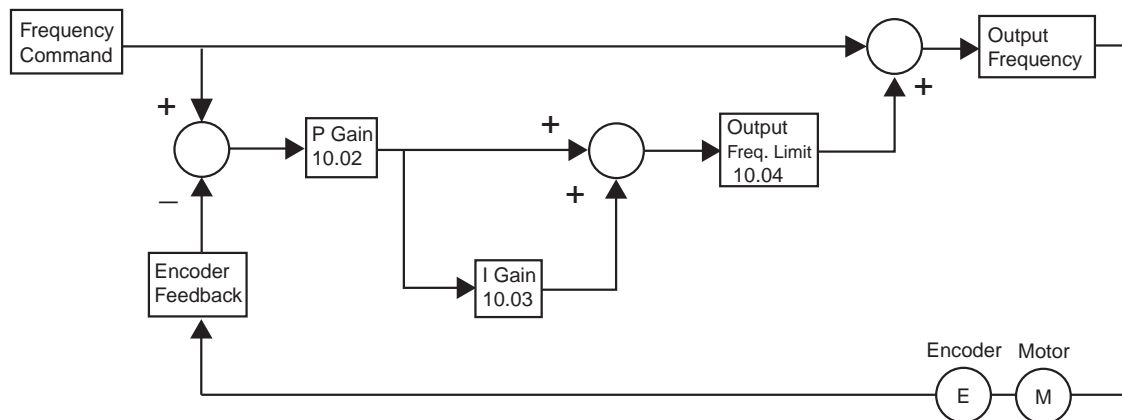 Frequency
Command
Output
Frequency
+
+
P Gain
10.02
+
Output
Freq. Limit
10.04
+
−
Encoder
Feedback
I Gain
10.03
Encoder
Motor
E
M